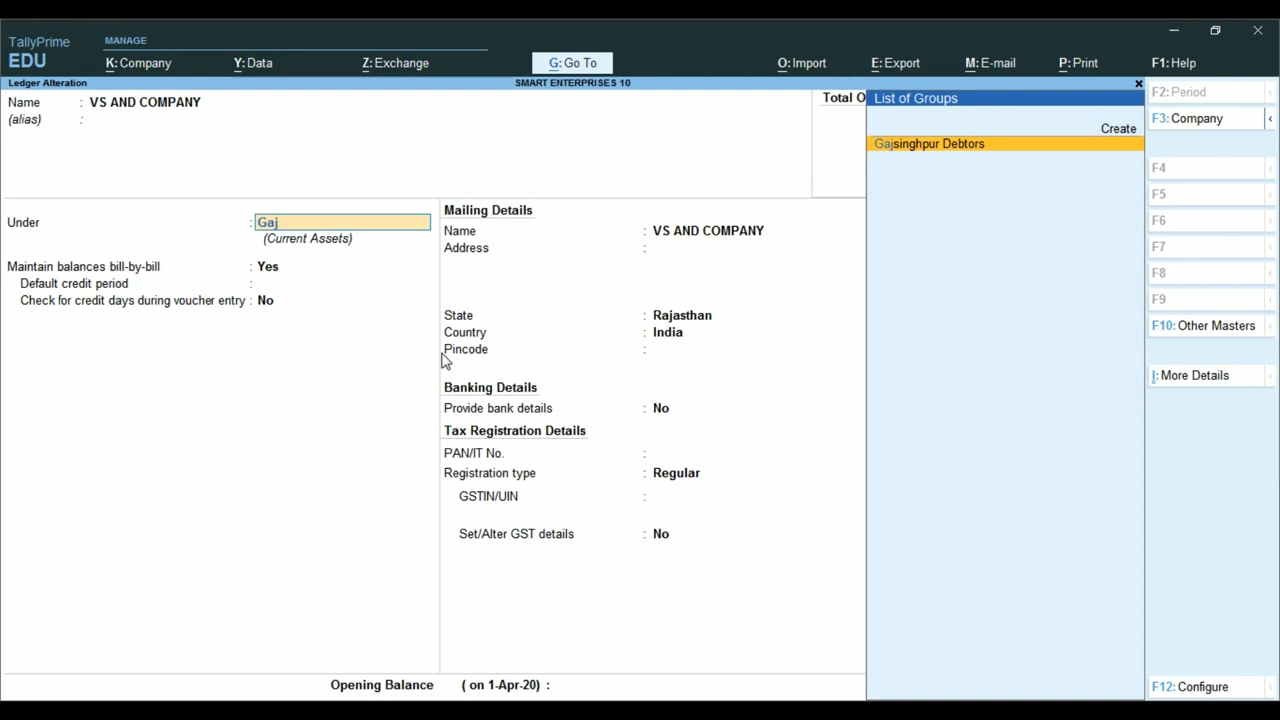 TallyPrime
EDU
MANAGE
K: Company
Y: Data
Z: Exchange
G: Go To
O: Import
E: Export
M: E-mail
P: Print
F1: Help
Ledger Alteration
SMART ENTERPRISES 10
Name : VS AND COMPANY
(alias) :
Total O
Under : Gaj
(Current Assets)
Maintain balances bill-by-bill : Yes
Default credit period :
Check for credit days during voucher entry : No
Mailing Details
Name : VS AND COMPANY
Address :
State : Rajasthan
Country : India
Pincode :
Banking Details
Provide bank details : No
Tax Registration Details
PAN/IT No. :
Registration type : Regular
GSTIN/UIN :
Set/Alter GST details : No
Opening Balance ( on 1-Apr-20) :
List of Groups
Create
Gajsinghpur Debtors
F2: Period
F3: Company
F4
F5
F6
F7
F8
F9
F10: Other Masters
I: More Details
F12: Configure